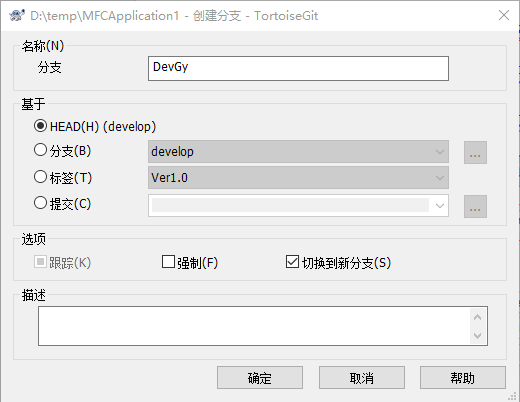 D:\temp\MFCApplication1 - 创建分支 - TortoiseGit
名称(N)
分支 DevGy
基于
HEAD(H) (develop)
分支(B) develop ...
标签(T) Ver1.0
提交(C) ...
选项
跟踪(K) 强制(F) 切换到新分支(S)
描述
确定 取消 帮助